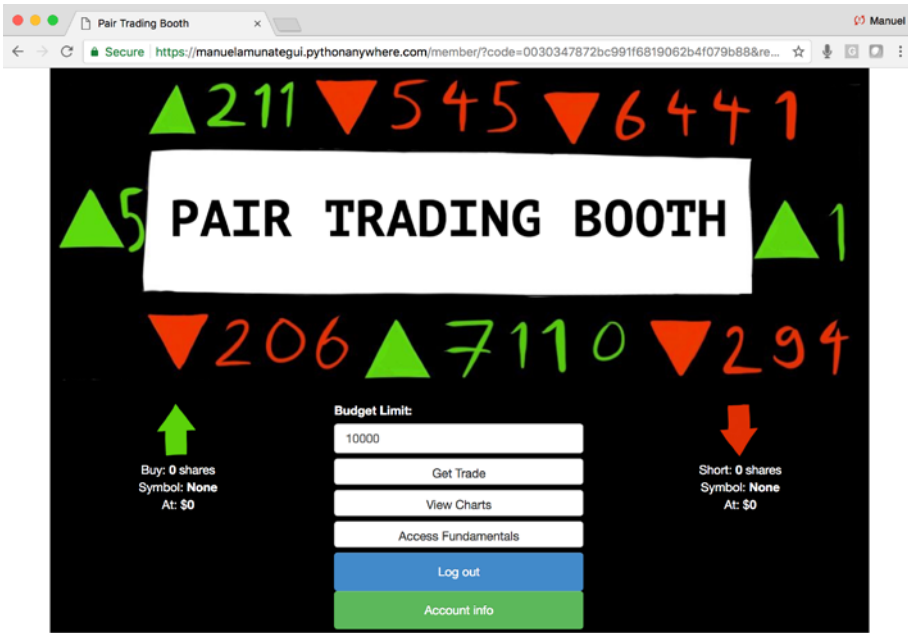 Pair Trading Booth
Manuel
Secure https://manuelamunategui.pythonanywhere.com/member/?code=0030347872bc991f6819062b4f079b88&re...
211 545 6441
5 PAIR TRADING BOOTH 1
206 7110 294
Budget Limit:
10000
Get Trade
View Charts
Access Fundamentals
Log out
Account info
Buy: 0 shares
Symbol: None
At: $0
Short: 0 shares
Symbol: None
At: $0